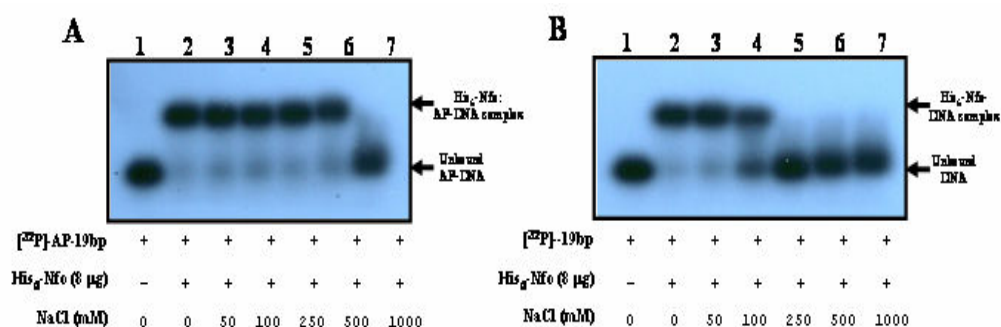 A
B
1 2 3 4 5 6 7
1 2 3 4 5 6 7
His6-Nfo:
AP-DNA complex
Unbound
AP-DNA
His6-Nfo-
DNA complex
Unbound
DNA
[32P]-AP-19bp + + + + + + +
[32P]-19bp + + + + + + +
His6-Nfo (8 µg) - + + + + + +
His6-Nfo (8 µg) - + + + + + +
NaCl (mM) 0 0 50 100 250 500 1000
NaCl (mM) 0 0 50 100 250 500 1000